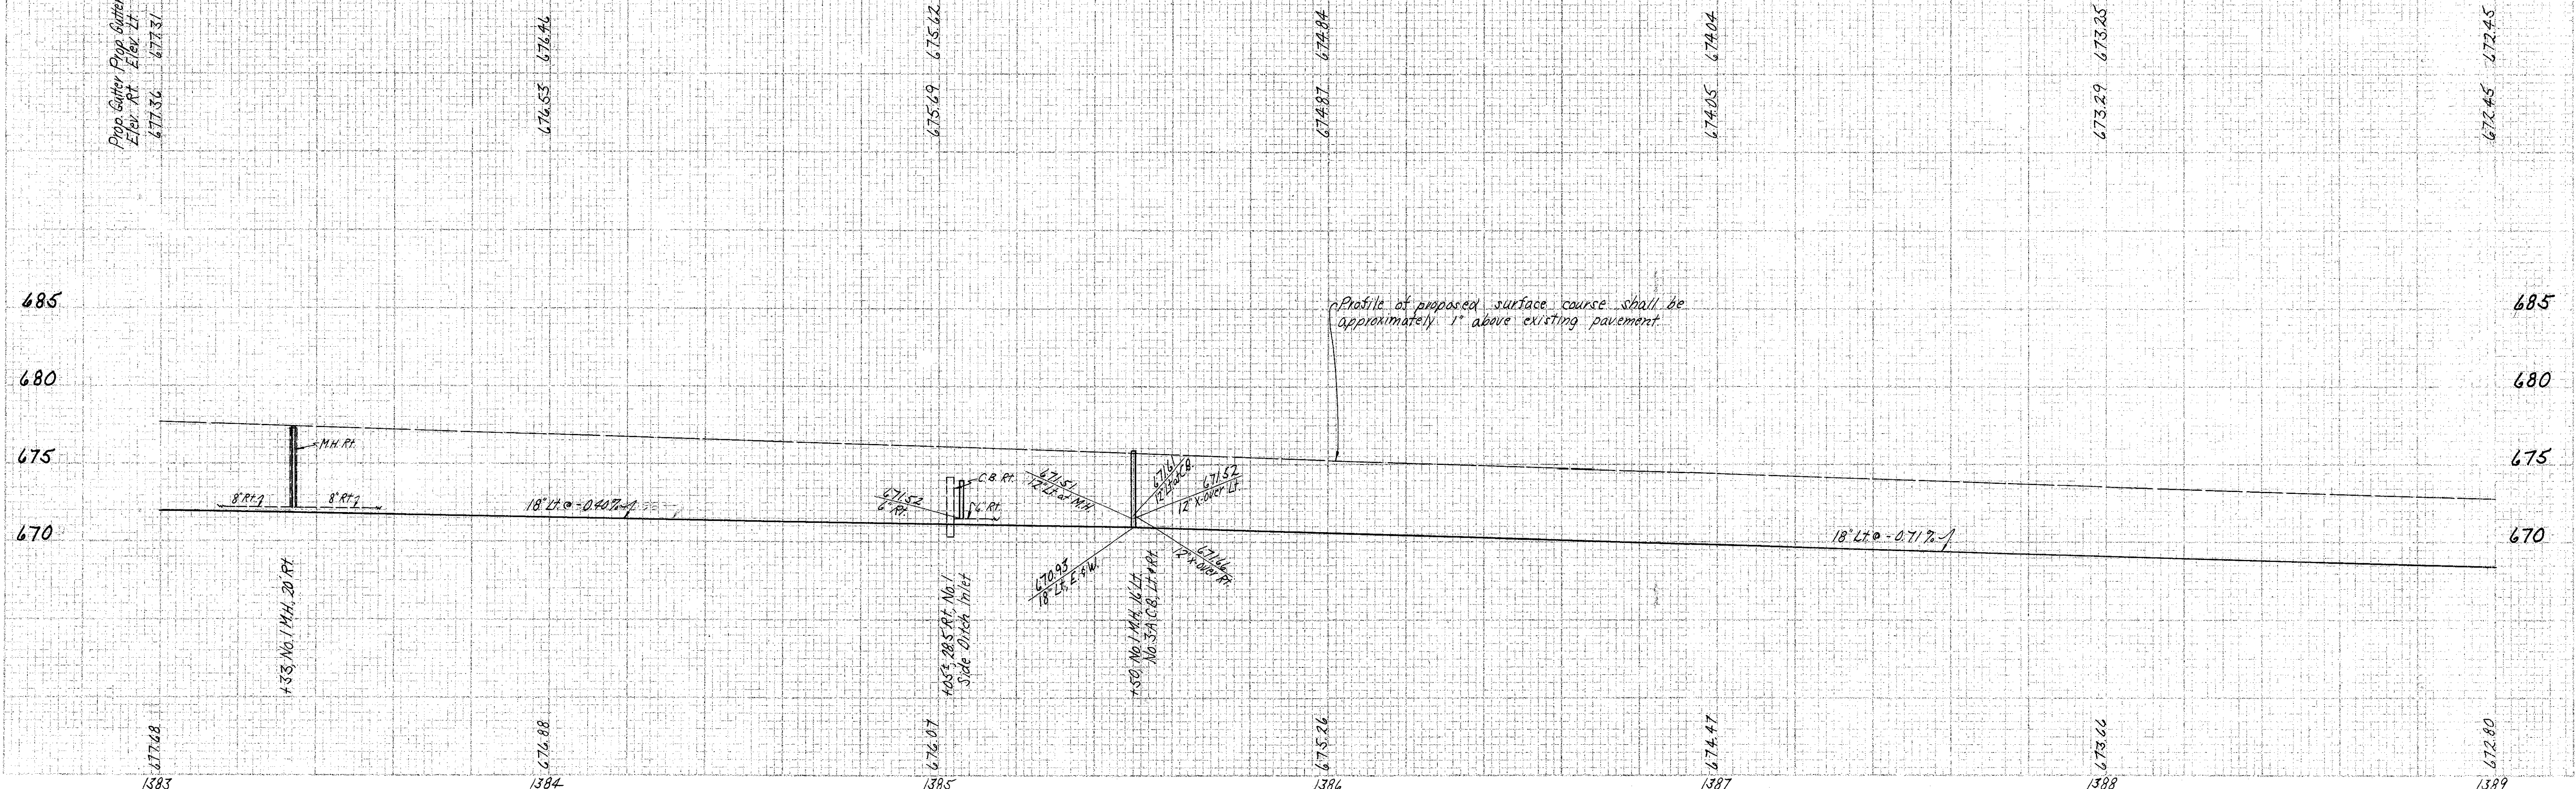 Prop. Gutter Prop. Gutter
Elev. Rt. Elev. Lt.
677.36 677.31
676.53 676.46
675.69 675.62
674.87 674.84
674.05 674.04
673.29 673.25
672.45 672.45
685
685
Profile of proposed surface course shall be
approximately 1" above existing pavement.
680
680
M.H. Rt.
675
675
8" Rt.
8" Rt.
18" Lt. @ -0.40%
671.52
6" Rt.
C.B. Rt.
6" Rt.
671.51
12" Lt. at M.H.
671.61
12" Lt. at C.B.
671.52
12" X-over Lt.
670
670
18" Lt. @ -0.71%
670.93
18" Lt., E. & W.
671.66
12" X-over Rt.
+33, No. 1 M.H. 20' Rt.
+05±, 28.5 Rt., No. 1
Side Ditch Inlet
+50, No. 1 M.H., 16' Lt.
No. 3-A C.B., Lt. & Rt.
677.68
676.88
676.07
675.26
674.47
673.66
672.80
1383
1384
1385
1386
1387
1388
1389